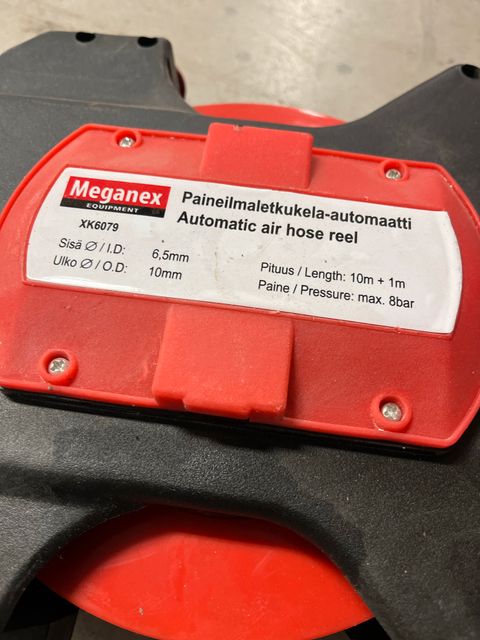 Meganex
EQUIPMENT
XK6079
Paineilmaletkukela-automaatti
Automatic air hose reel
Sisä Ø / I.D: 6,5mm
Ulko Ø / O.D: 10mm
Pituus / Length: 10m + 1m
Paine / Pressure: max. 8bar